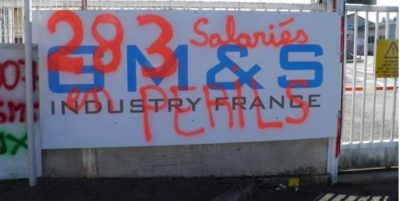 283 Salariés
GM&S
INDUSTRY FRANCE
en PERILS